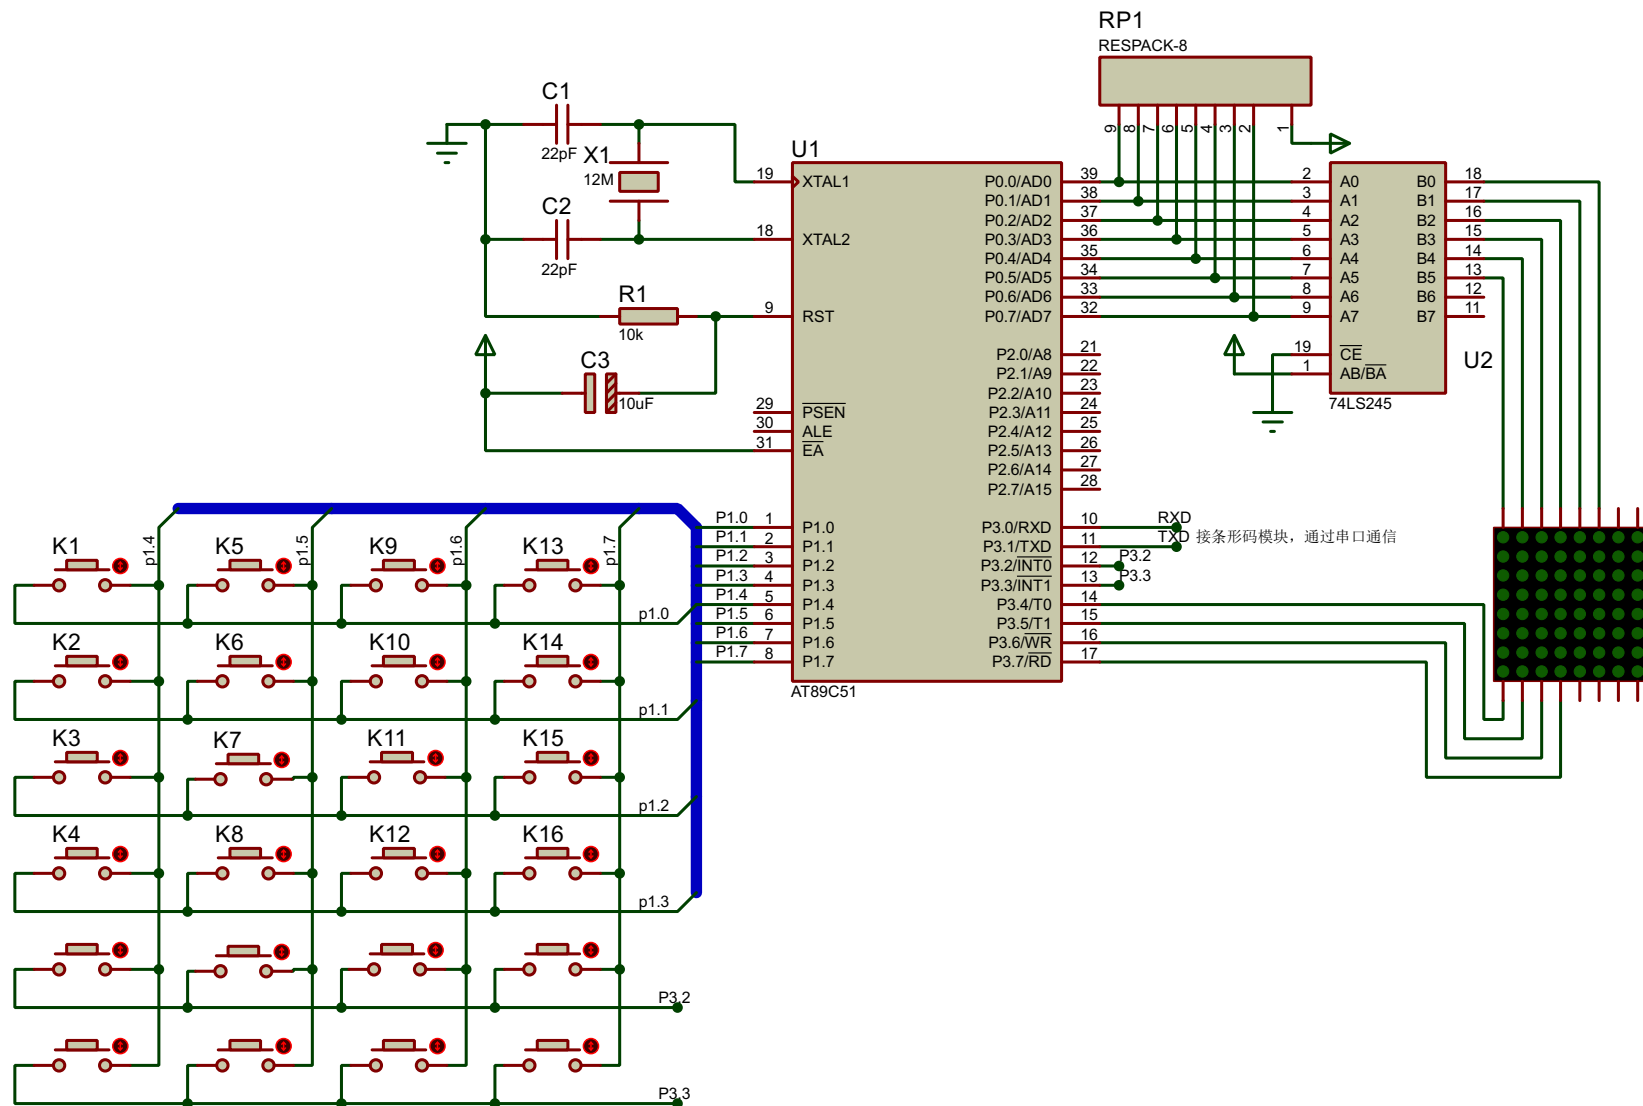 RP1
RESPACK-8
9 8 7 6 5 4 3 2 1
C1
22pF
X1
12M
C2
22pF
R1
10k
C3
10uF
U1
19 XTAL1
18 XTAL2
9 RST
29 PSEN
30 ALE
31 EA
P1.0 1 P1.0
P1.1 2 P1.1
P1.2 3 P1.2
P1.3 4 P1.3
P1.4 5 P1.4
P1.5 6 P1.5
P1.6 7 P1.6
P1.7 8 P1.7
P0.0/AD0 39
P0.1/AD1 38
P0.2/AD2 37
P0.3/AD3 36
P0.4/AD4 35
P0.5/AD5 34
P0.6/AD6 33
P0.7/AD7 32
P2.0/A8 21
P2.1/A9 22
P2.2/A10 23
P2.3/A11 24
P2.4/A12 25
P2.5/A13 26
P2.6/A14 27
P2.7/A15 28
P3.0/RXD 10 RXD
P3.1/TXD 11 TXD 接条形码模块，通过串口通信
P3.2/INT0 12 P3.2
P3.3/INT1 13 P3.3
P3.4/T0 14
P3.5/T1 15
P3.6/WR 16
P3.7/RD 17
AT89C51
2 A0 B0 18
3 A1 B1 17
4 A2 B2 16
5 A3 B3 15
6 A4 B4 14
7 A5 B5 13
8 A6 B6 12
9 A7 B7 11
19 CE
1 AB/BA
U2
74LS245
p1.4 p1.5 p1.6 p1.7
K1 K5 K9 K13
p1.0
K2 K6 K10 K14
p1.1
K3 K7 K11 K15
p1.2
K4 K8 K12 K16
p1.3
P3.2
P3.3